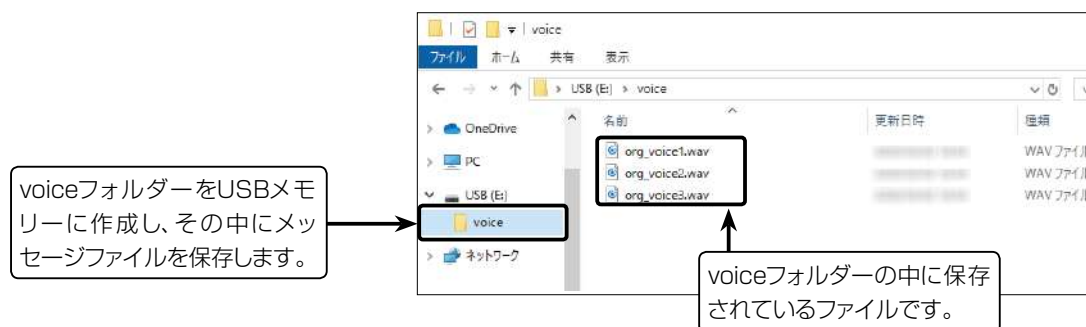 voice
ファイル ホーム 共有 表示
USB (E:) > voice
名前 更新日時 種類
OneDrive
PC
USB (E:)
voice
ネットワーク
org_voice1.wav WAV ファイル
org_voice2.wav WAV ファイル
org_voice3.wav WAV ファイル
voiceフォルダーをUSBメモ
リーに作成し、その中にメッ
セージファイルを保存します。
voiceフォルダーの中に保存
されているファイルです。